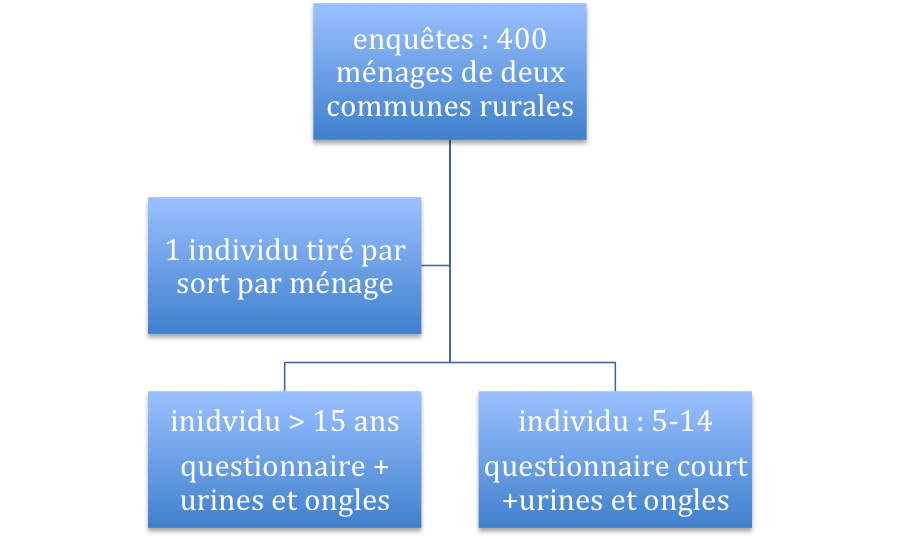 enquêtes : 400
ménages de deux
communes rurales
1 individu tiré par
sort par ménage
inidvidu > 15 ans
questionnaire +
urines et ongles
individu : 5-14
questionnaire court
+urines et ongles